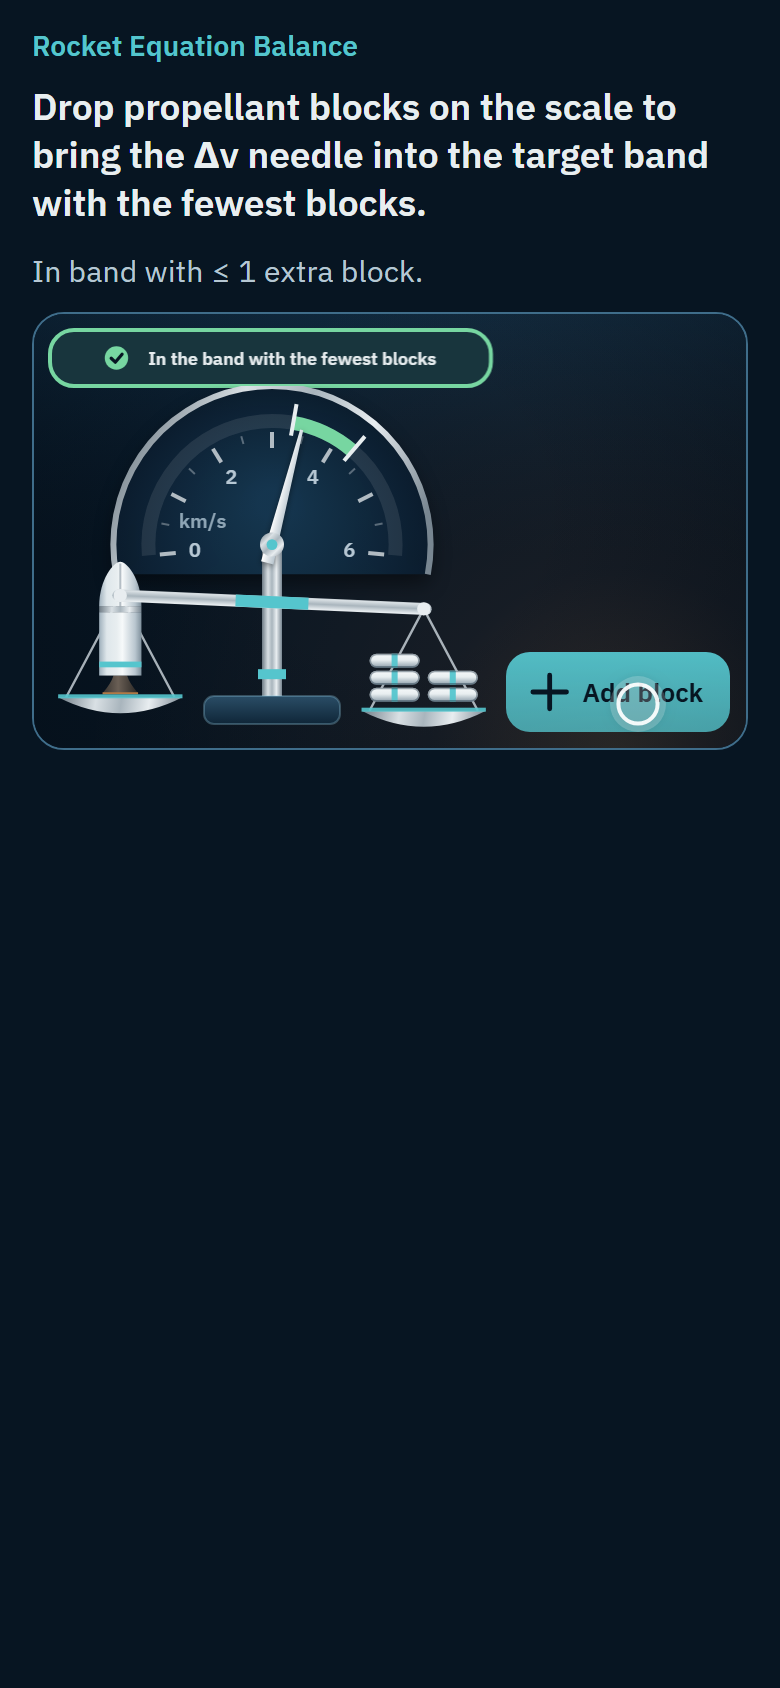 Rocket Equation Balance
Drop propellant blocks on the scale to
bring the Δv needle into the target band
with the fewest blocks.
In band with ≤ 1 extra block.
In the band with the fewest blocks
2
4
km/s
0
6
Add block